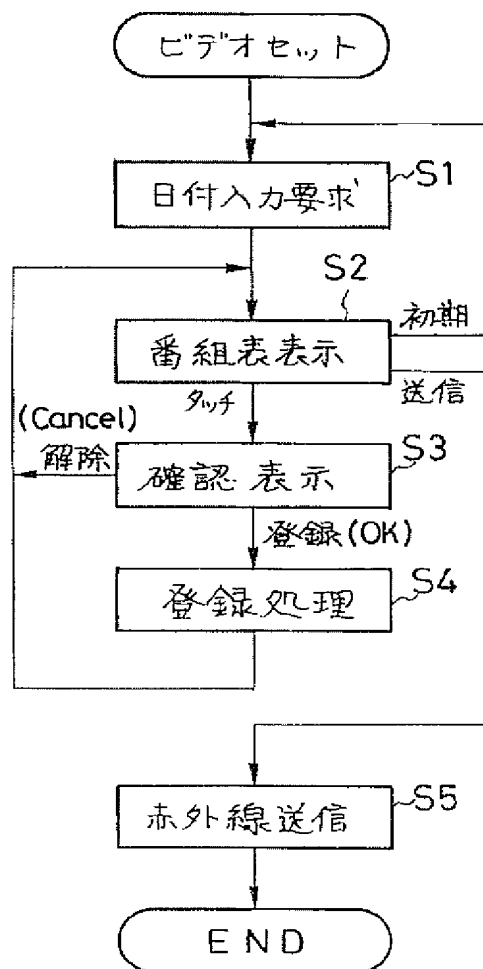 ビデオセット
S1
日付入力要求
S2
番組表表示
初期
送信
タッチ
(Cancel)
解除
S3
確認表示
登録(OK)
S4
登録処理
S5
赤外線送信
END